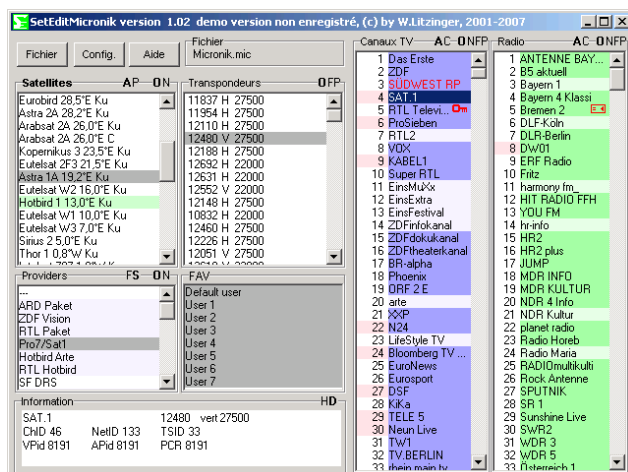 SetEditMicronik version 1.02 demo version non enregistré, (c) by W.Litzinger, 2001-2007
Fichier
Config.
Aide
Fichier
Micronik.mic
Satellites AP ON
Eurobird 28,5°E Ku
Astra 2A 28,2°E Ku
Arabsat 2A 26,0°E Ku
Arabsat 2A 26,0°E C
Kopernikus 3 23,5°E Ku
Eutelsat 2F3 21,5°E Ku
Astra 1A 19,2°E Ku
Eutelsat W2 16,0°E Ku
Hotbird 1 13,0°E Ku
Eutelsat W1 10,0°E Ku
Eutelsat W3 7,0°E Ku
Sirius 2 5,0°E Ku
Thor 1 0,8°W Ku
Transpondeurs OFP
11837 H 27500
11954 H 27500
12110 H 27500
12480 V 27500
12188 H 27500
12692 H 22000
12631 H 22000
12552 V 22000
12148 H 27500
10832 H 22000
12460 H 27500
12226 H 27500
12051 V 27500
Providers FS ON
---
ARD Paket
ZDF Vision
RTL Paket
Pro7/Sat1
Hotbird Arte
RTL Hotbird
SF DRS
FAV
Default user
User 1
User 2
User 3
User 4
User 5
User 6
User 7
Information HD
SAT.1 12480 vert 27500
ChID 46 NetID 133 TSID 33
VPid 8191 APid 8191 PCR 8191
Canaux TV AC ONFP
1 Das Erste
2 ZDF
3 SÜDWEST RP
4 SAT.1
5 RTL Televi...
6 ProSieben
7 RTL2
8 VOX
9 KABEL1
10 Super RTL
11 EinsMuXx
12 EinsExtra
13 EinsFestival
14 ZDFinfokanal
15 ZDFdokukanal
16 ZDFtheaterkanal
17 BR-alpha
18 Phoenix
19 ORF 2 E
20 arte
21 XXP
22 N24
23 LifeStyle TV
24 Bloomberg TV ...
25 EuroNews
26 Eurosport
27 DSF
28 KiKa
29 TELE 5
30 Neun Live
31 TW1
32 TV.BERLIN
33 rhein main tv
Radio AC ONFP
1 ANTENNE BAY...
2 B5 aktuell
3 Bayern 1
4 Bayern 4 Klassi
5 Bremen 2
6 DLF-Köln
7 DLR-Berlin
8 DW01
9 ERF Radio
10 Fritz
11 harmony fm_
12 HIT RADIO FFH
13 YOU FM
14 hr-info
15 HR2
16 HR2 plus
17 JUMP
18 MDR INFO
19 MDR KULTUR
20 NDR 4 Info
21 NDR Kultur
22 planet radio
23 Radio Horeb
24 Radio Maria
25 RADIOmultikulti
26 Rock Antenne
27 SPUTNIK
28 SR 1
29 Sunshine Live
30 SWR2
31 WDR 3
32 WDR 5
33 Österreich 1